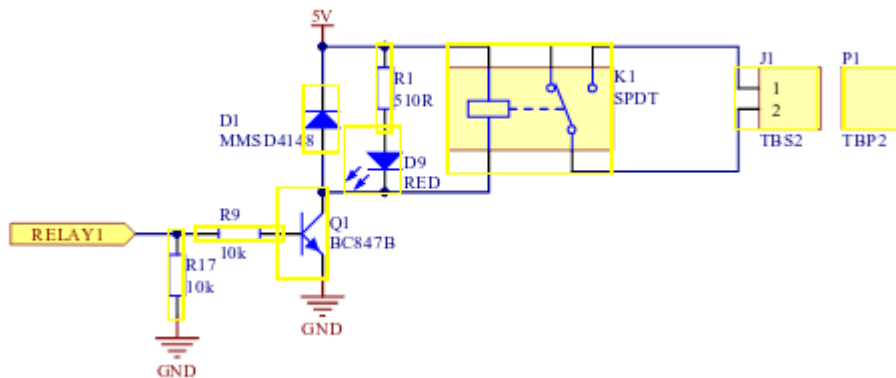 5V
J1
P1
R1
510R
K1
SPDT
1
2
D1
MMSD4148
TBS2
TBP2
D9
RED
R9
Q1
BC847B
RELAY1
10k
R17
10k
GND
GND